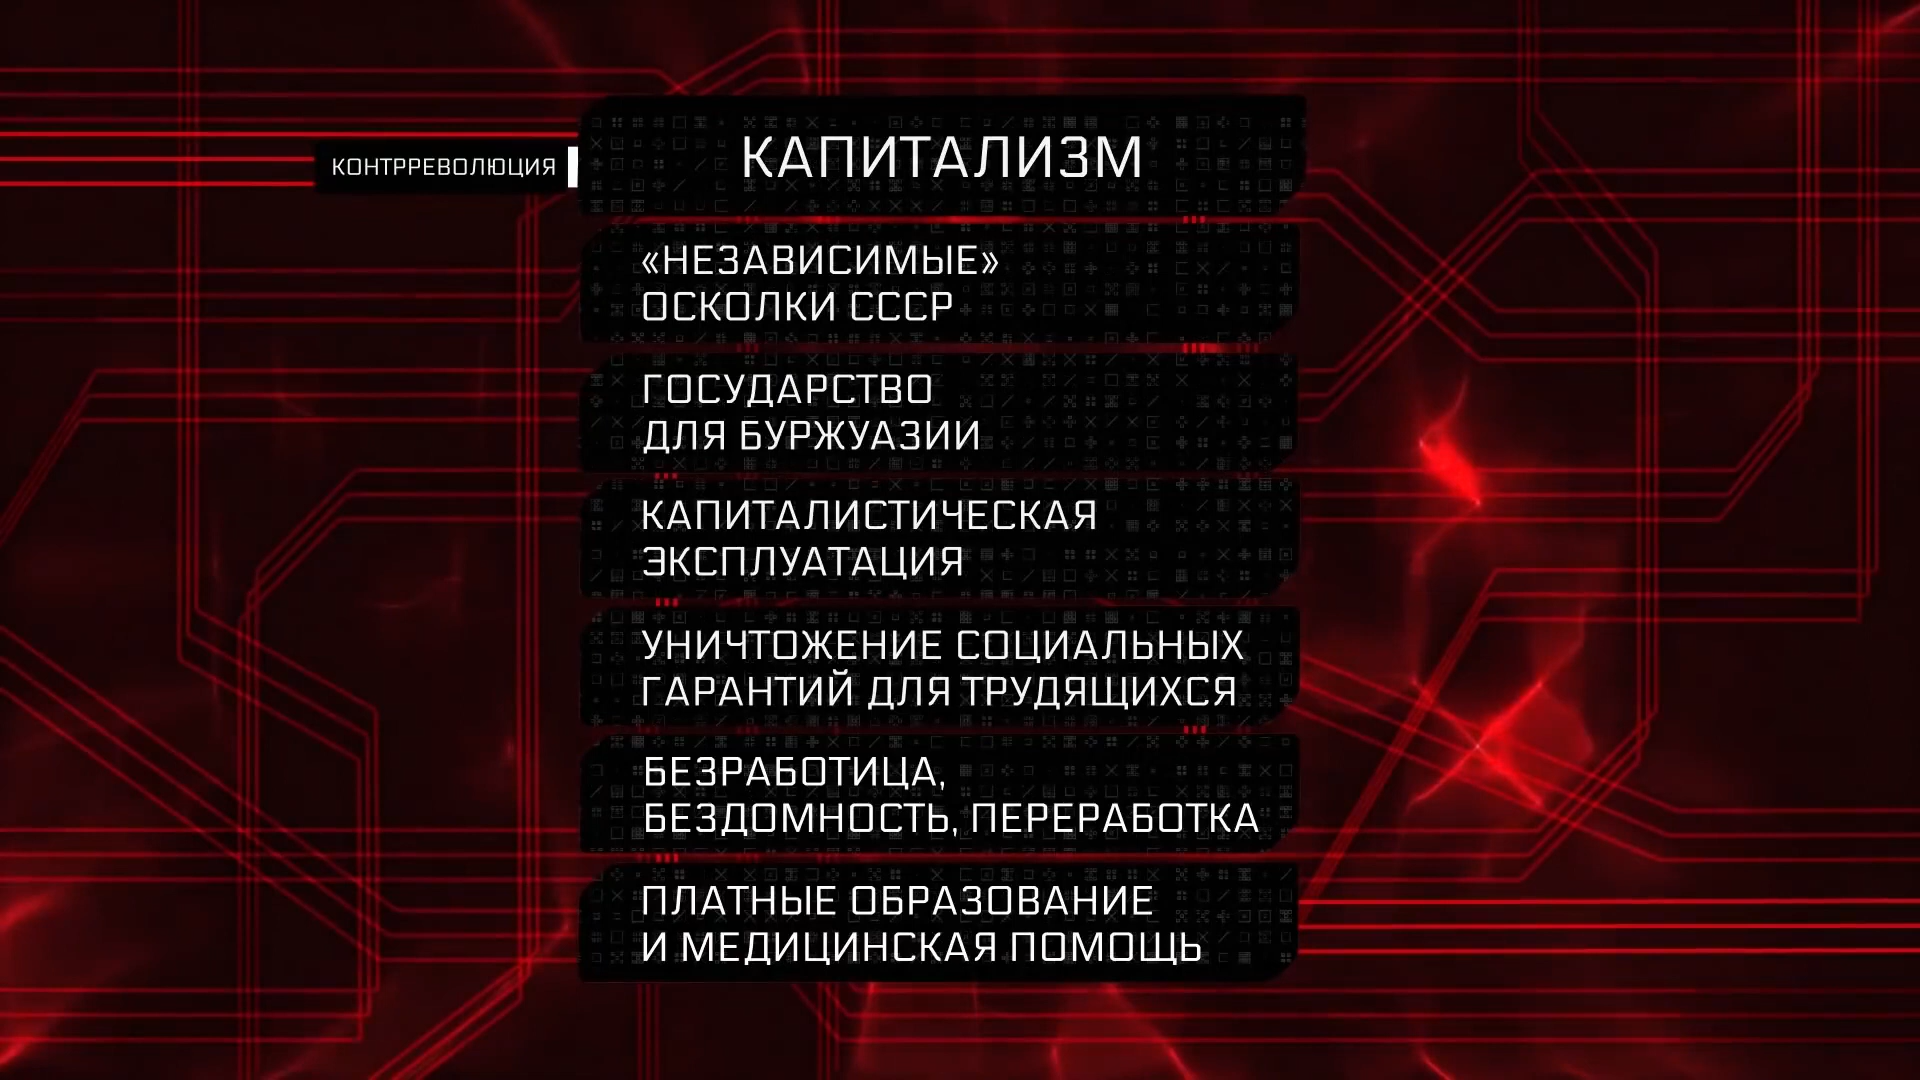 КОНТРРЕВОЛЮЦИЯ
КАПИТАЛИЗМ
«НЕЗАВИСИМЫЕ»
ОСКОЛКИ СССР
ГОСУДАРСТВО
ДЛЯ БУРЖУАЗИИ
КАПИТАЛИСТИЧЕСКАЯ
ЭКСПЛУАТАЦИЯ
УНИЧТОЖЕНИЕ СОЦИАЛЬНЫХ
ГАРАНТИЙ ДЛЯ ТРУДЯЩИХСЯ
БЕЗРАБОТИЦА,
БЕЗДОМНОСТЬ, ПЕРЕРАБОТКА
ПЛАТНЫЕ ОБРАЗОВАНИЕ
И МЕДИЦИНСКАЯ ПОМОЩЬ